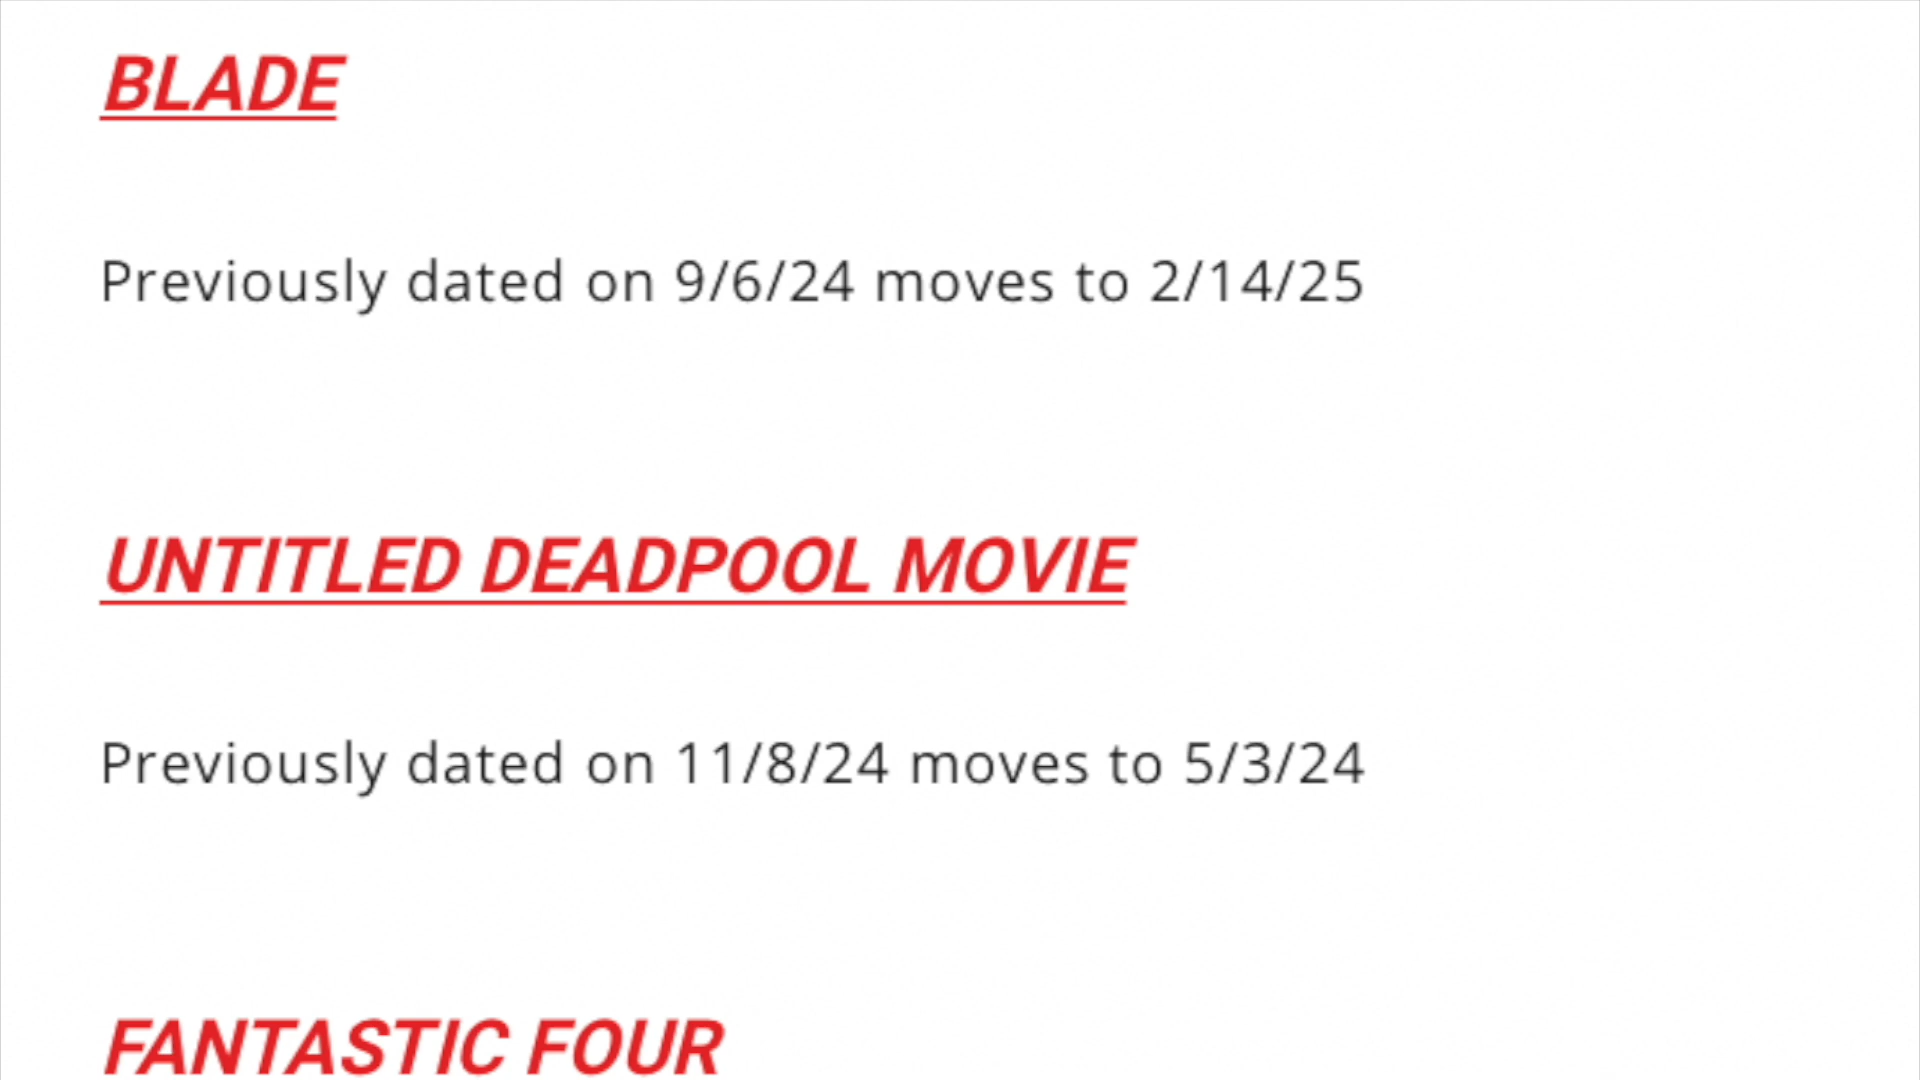 BLADE
Previously dated on 9/6/24 moves to 2/14/25
UNTITLED DEADPOOL MOVIE
Previously dated on 11/8/24 moves to 5/3/24
FANTASTIC FOUR